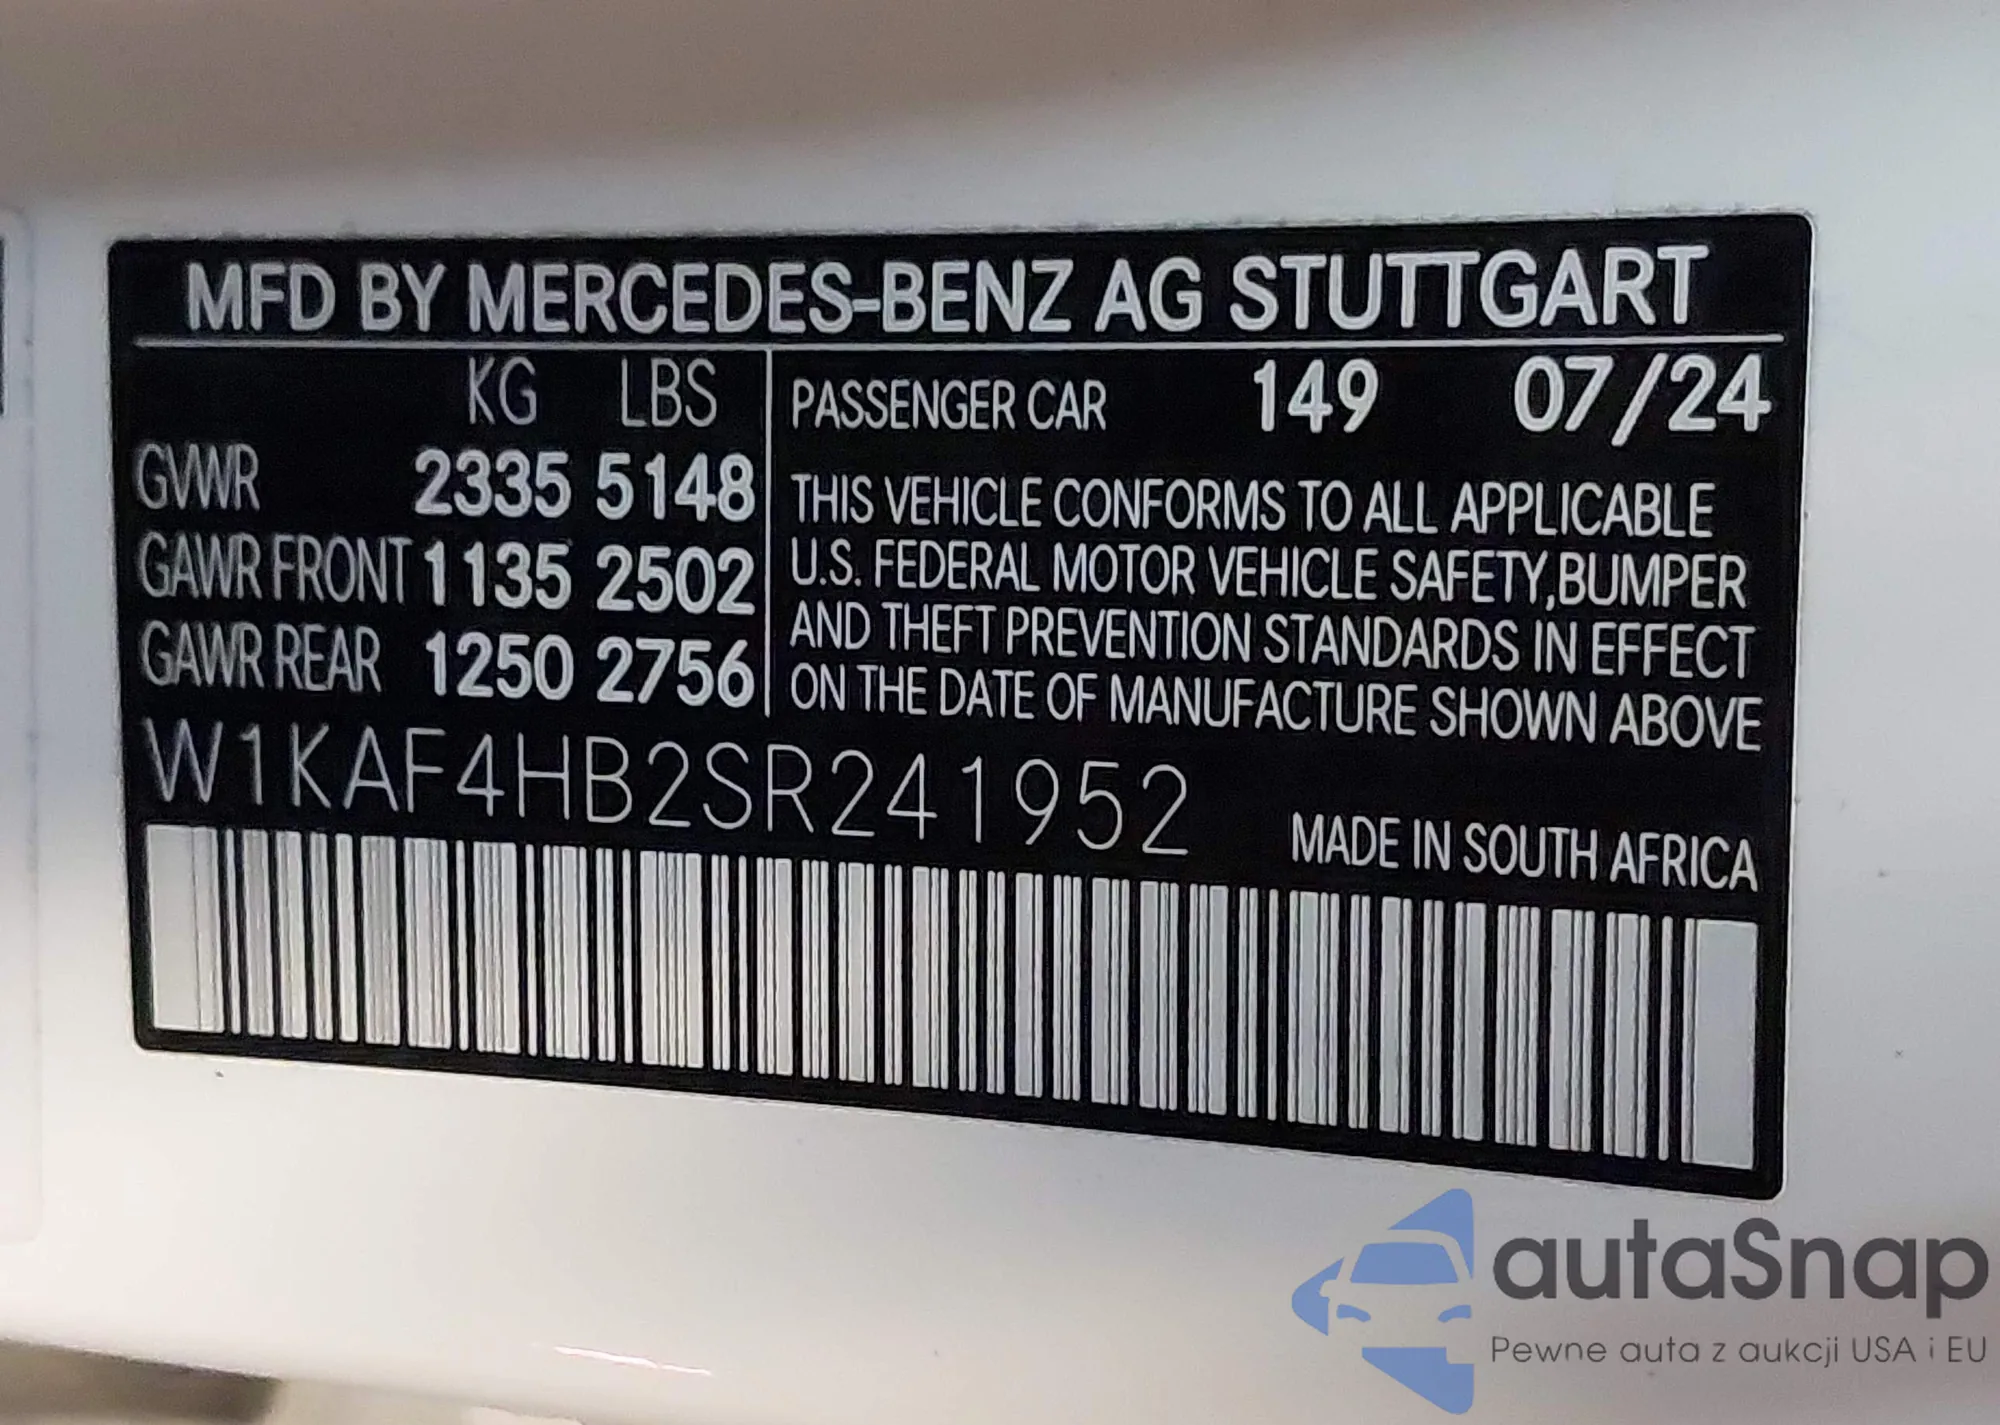 MFD BY MERCEDES-BENZ AG STUTTGART
KG LBS
GVWR 2335 5148
GAWR FRONT 1135 2502
GAWR REAR 1250 2756
PASSENGER CAR 149 07/24
THIS VEHICLE CONFORMS TO ALL APPLICABLE
U.S. FEDERAL MOTOR VEHICLE SAFETY,BUMPER
AND THEFT PREVENTION STANDARDS IN EFFECT
ON THE DATE OF MANUFACTURE SHOWN ABOVE
W1KAF4HB2SR241952
MADE IN SOUTH AFRICA
autaSnap
Pewne auta z aukcji USA i EU